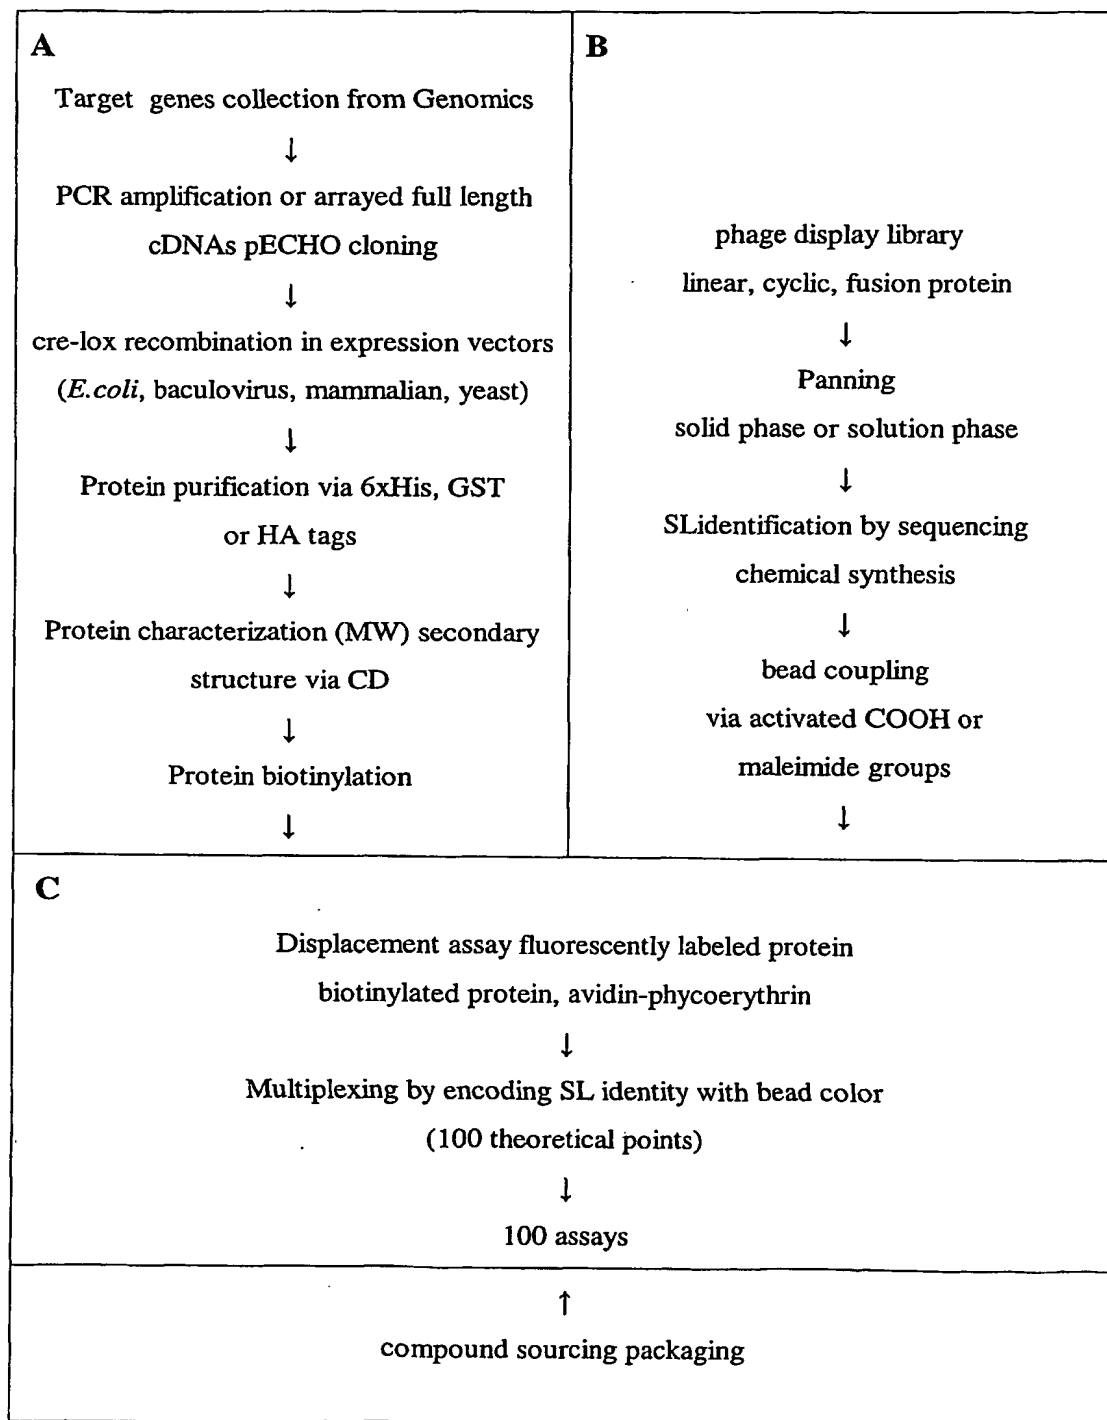 A
Target genes collection from Genomics
↓
PCR amplification or arrayed full length
cDNAs pECHO cloning
↓
cre-lox recombination in expression vectors
(E.coli, baculovirus, mammalian, yeast)
↓
Protein purification via 6xHis, GST
or HA tags
↓
Protein characterization (MW) secondary
structure via CD
↓
Protein biotinylation
↓
B
phage display library
linear, cyclic, fusion protein
↓
Panning
solid phase or solution phase
↓
SLidentification by sequencing
chemical synthesis
↓
bead coupling
via activated COOH or
maleimide groups
↓
C
Displacement assay fluorescently labeled protein
biotinylated protein, avidin-phycoerythrin
↓
Multiplexing by encoding SL identity with bead color
(100 theoretical points)
↓
100 assays
↑
compound sourcing packaging